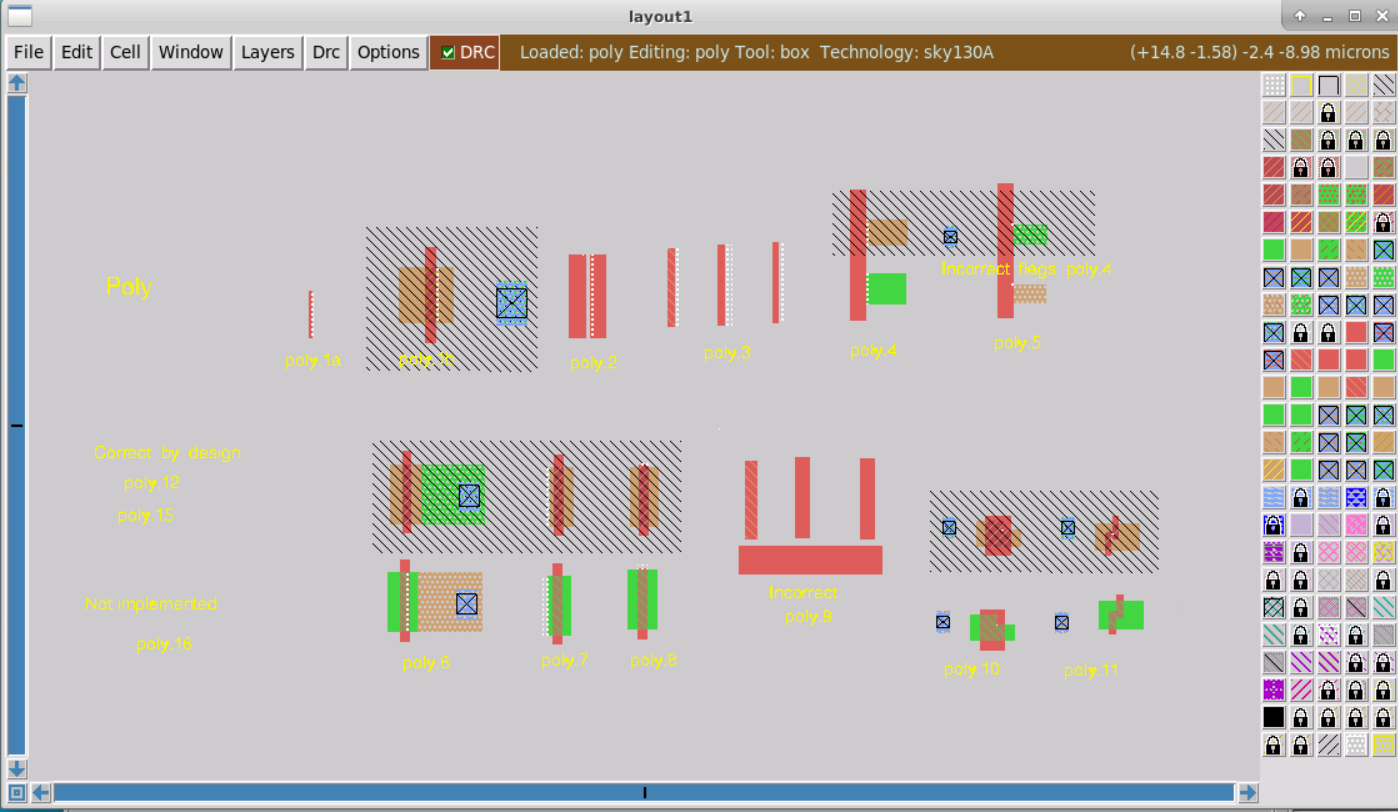 layout1
File Edit Cell Window Layers Drc Options DRC Loaded: poly Editing: poly Tool: box Technology: sky130A (+14.8 -1.58) -2.4 -8.98 microns
Poly
Incorrect flags poly.4
poly.1a
poly.1b
poly.2
poly.3
poly.4
poly.5
Correct by design
poly.12
poly.15
Not implemented
poly.16
Incorrect
poly.9
poly.6
poly.7
poly.8
poly.10
poly.11